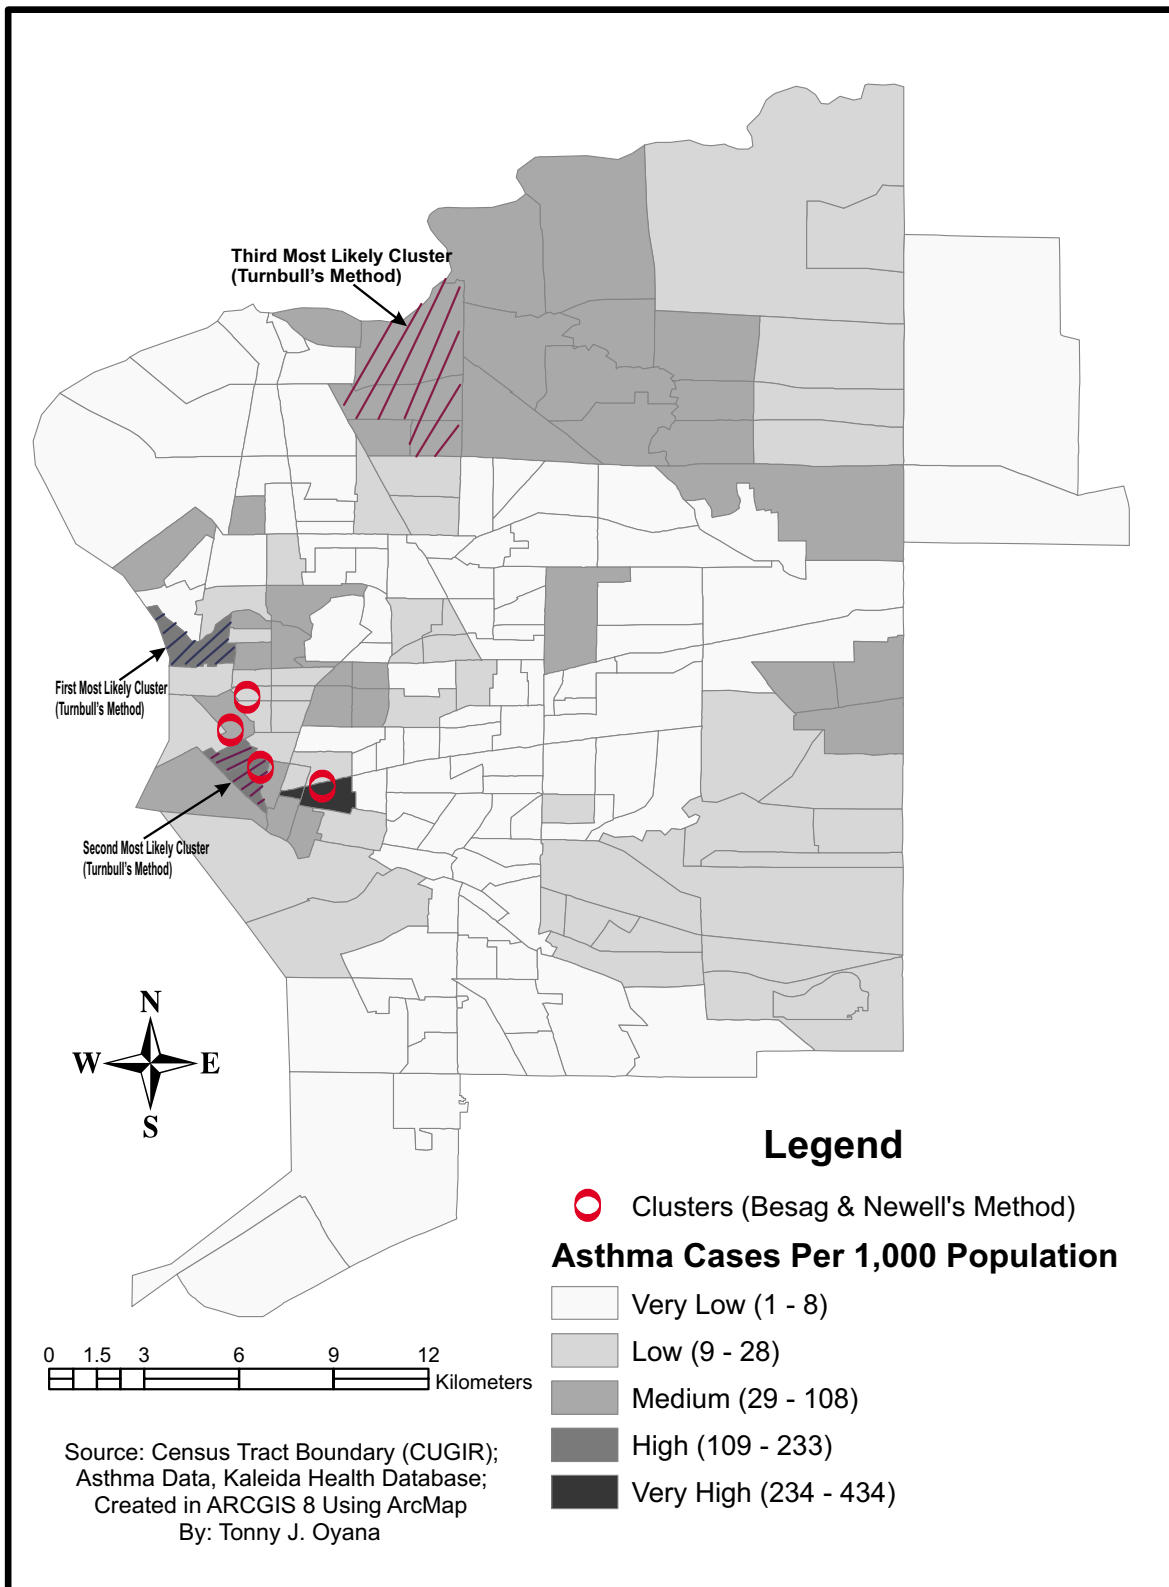 Third Most Likely Cluster
(Turnbull's Method)
First Most Likely Cluster
(Turnbull's Method)
Second Most Likely Cluster
(Turnbull's Method)
N
W E
S
Legend
Clusters (Besag & Newell's Method)
Asthma Cases Per 1,000 Population
Very Low (1 - 8)
Low (9 - 28)
Medium (29 - 108)
High (109 - 233)
Very High (234 - 434)
0 1.5 3 6 9 12
Kilometers
Source: Census Tract Boundary (CUGIR);
Asthma Data, Kaleida Health Database;
Created in ARCGIS 8 Using ArcMap
By: Tonny J. Oyana